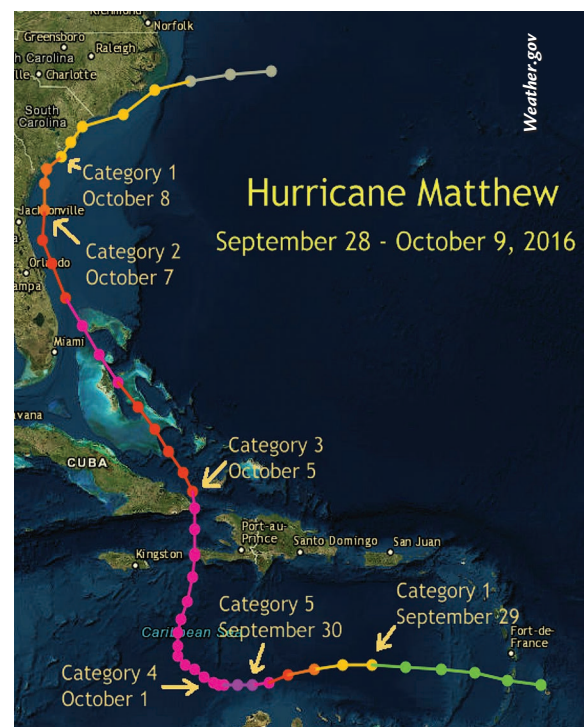 Richmond
Norfolk
Greensboro
Raleigh
h Carolina
lle
Charlotte
Weather.gov
South
Carolina
Category 1
October 8
Hurricane Matthew
September 28 - October 9, 2016
Jacksonville
a
Category 2
October 7
Orlando
ampa
Miami
avana
CUBA
Category 3
October 5
Port-au-
Prince
Santo Domingo
San Juan
Kingston
Category 5
September 30
Category 1
September 29
Caribbean Sea
Fort-de-
France
Category 4
October 1